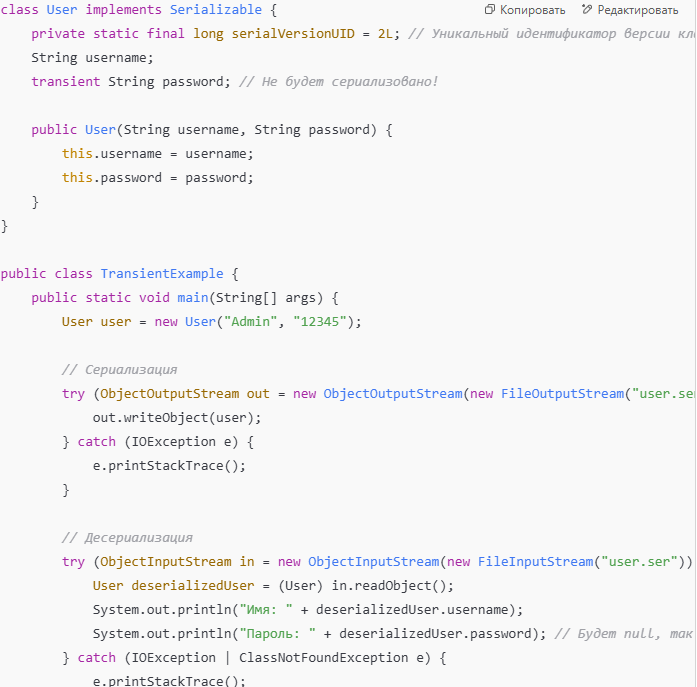 class User implements Serializable {
Копировать
Редактировать
    private static final long serialVersionUID = 2L; // Уникальный идентификатор версии
    String username;
    transient String password; // Не будет сериализовано!

    public User(String username, String password) {
        this.username = username;
        this.password = password;
    }
}

public class TransientExample {
    public static void main(String[] args) {
        User user = new User("Admin", "12345");

        // Сериализация
        try (ObjectOutputStream out = new ObjectOutputStream(new FileOutputStream("user.ser
            out.writeObject(user);
        } catch (IOException e) {
            e.printStackTrace();
        }

        // Десериализация
        try (ObjectInputStream in = new ObjectInputStream(new FileInputStream("user.ser"))
            User deserializedUser = (User) in.readObject();
            System.out.println("Имя: " + deserializedUser.username);
            System.out.println("Пароль: " + deserializedUser.password); // Будет null, так
        } catch (IOException | ClassNotFoundException e) {
            e.printStackTrace();